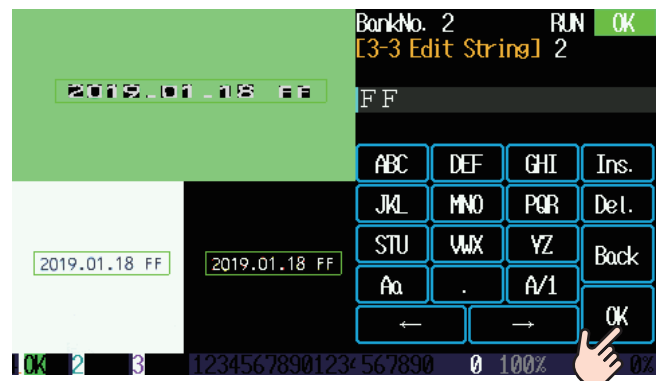 BankNo. 2 RUN OK
[3-3 Edit String] 2
2019.01.18 FF
FF
ABC DEF GHI Ins.
JKL MNO PQR Del.
STU VWX YZ Back
2019.01.18 FF
2019.01.18 FF
Aa . A/1
← → OK
1 OK 2 3 12345678901234567890 0 100% 0%